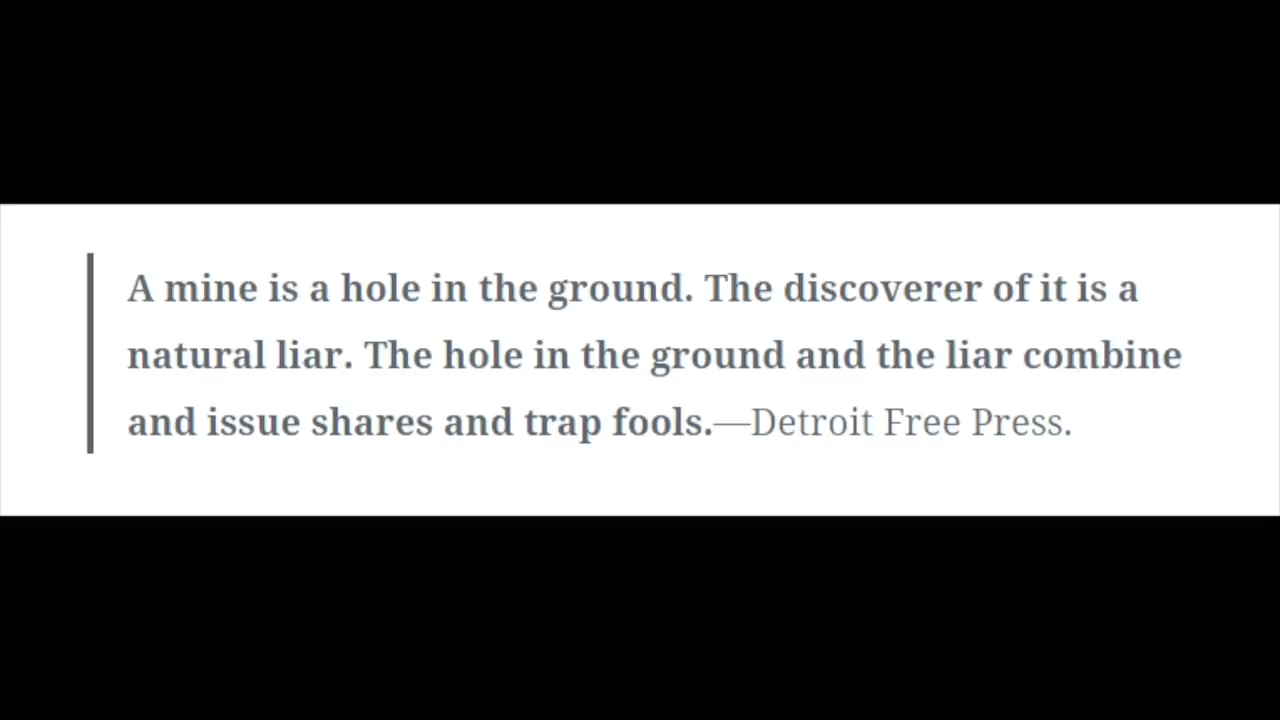 A mine is a hole in the ground. The discoverer of it is a
natural liar. The hole in the ground and the liar combine
and issue shares and trap fools.—Detroit Free Press.